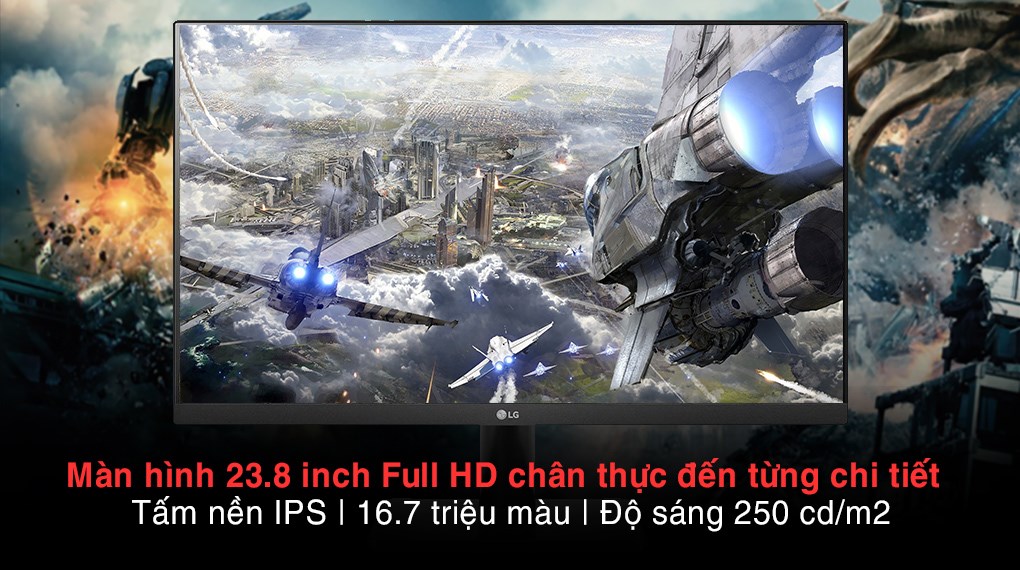 LG
Màn hình 23.8 inch Full HD chân thực đến từng chi tiết
Tấm nền IPS | 16.7 triệu màu | Độ sáng 250 cd/m2